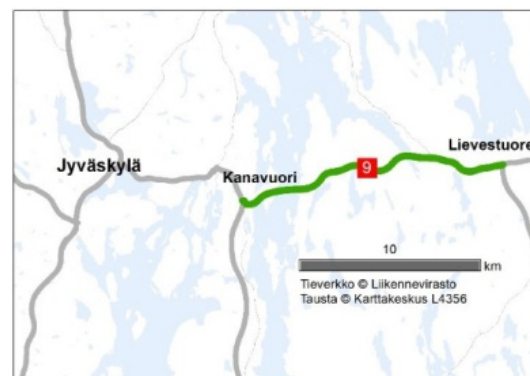 Lievestuore
Jyväskylä
Kanavuori
9
10
km
Tieverkko © Liikennevirasto
Tausta © Karttakeskus L4356